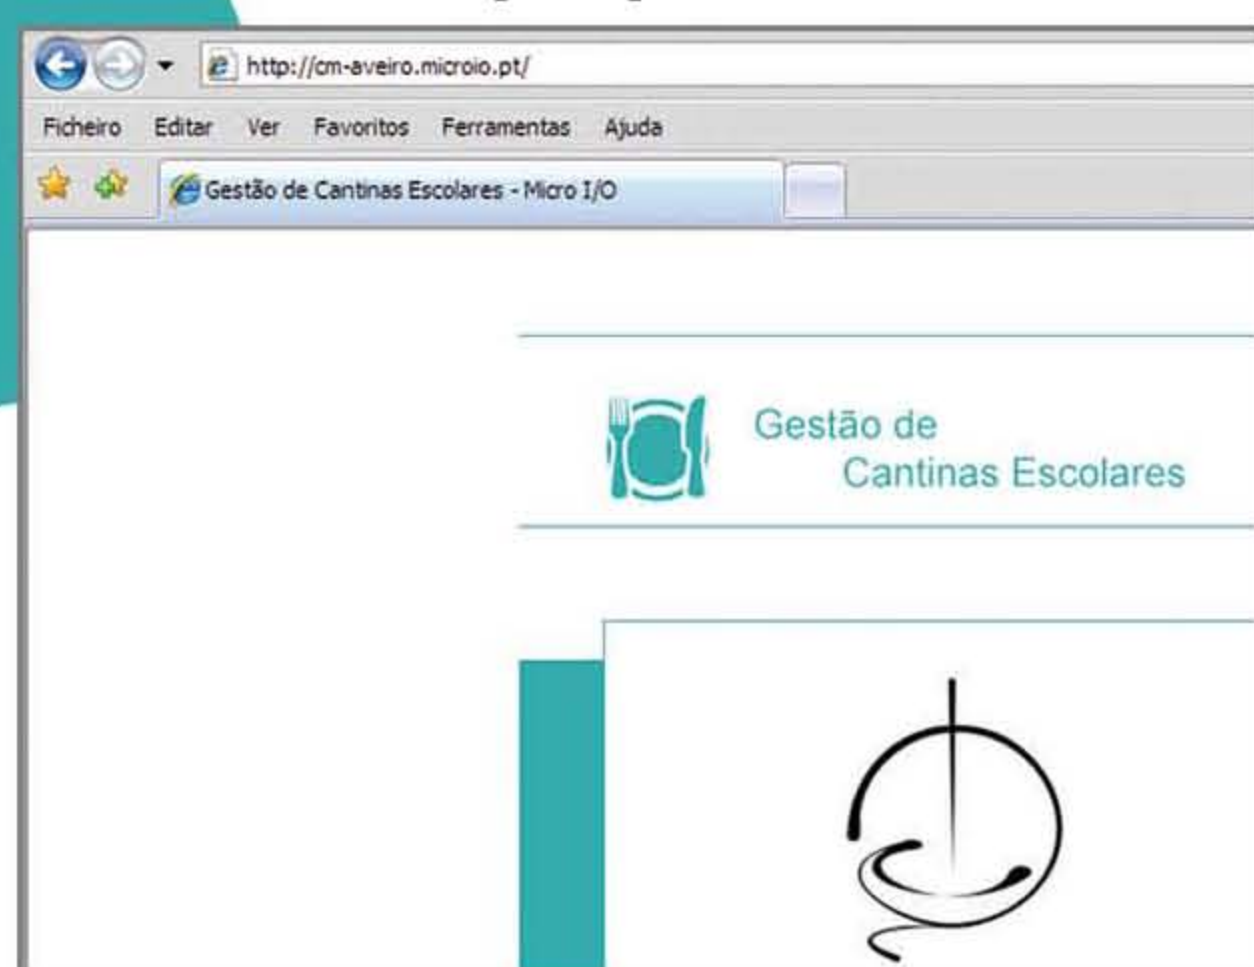 http://cm-aveiro.microio.pt/
Ficheiro Editar Ver Favoritos Ferramentas Ajuda
Gestão de Cantinas Escolares - Micro I/O
Gestão de
Cantinas Escolares